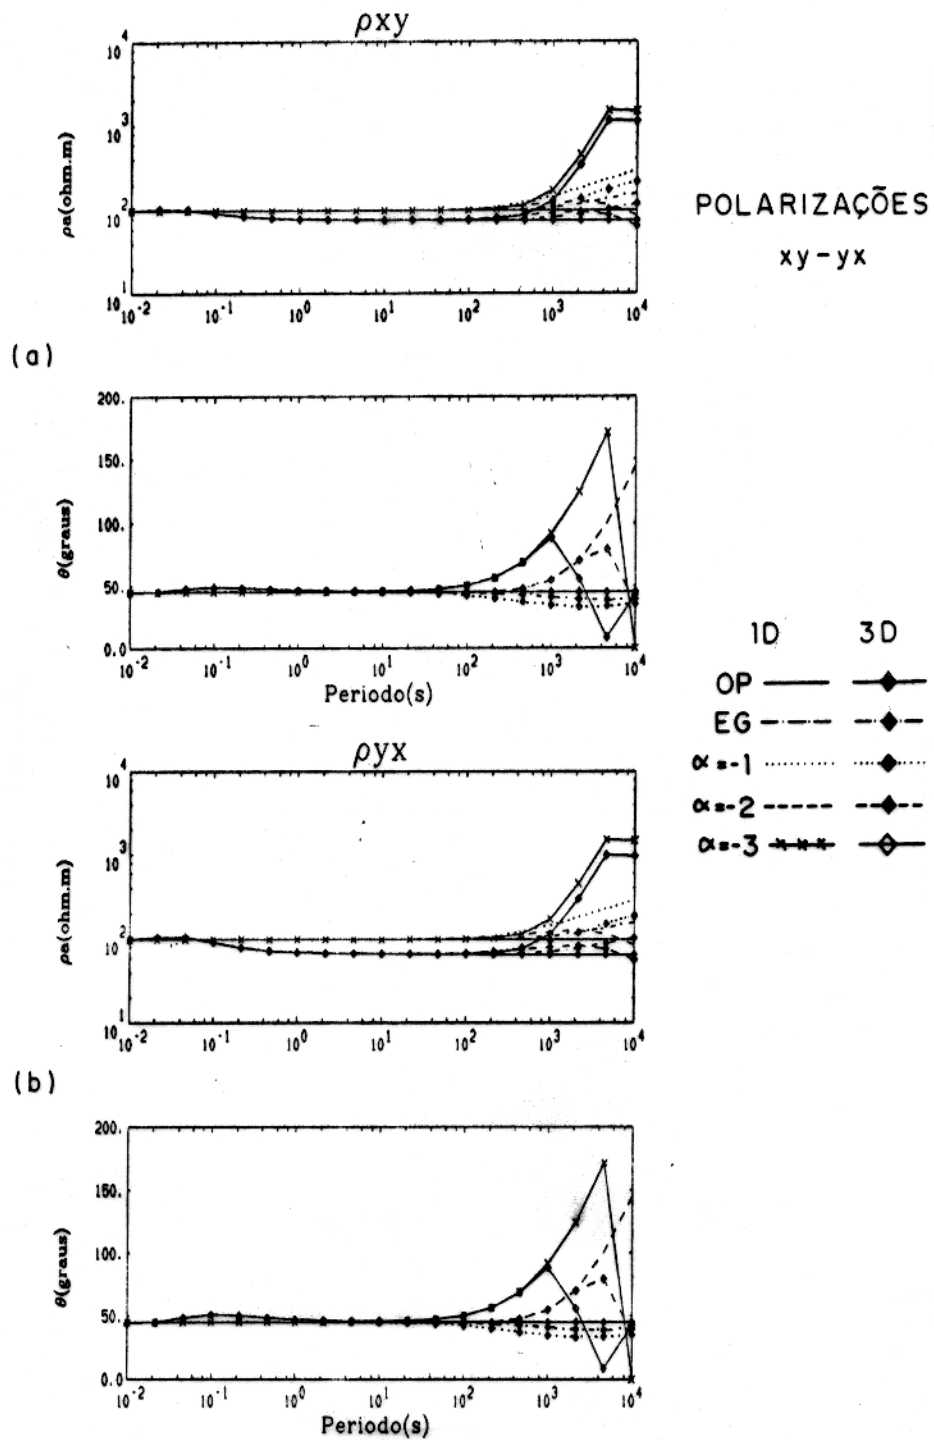 ρxy
10^4
10^3
10^2
10^1
ρa(ohm.m)
10^-2 10^-1 10^0 10^1 10^2 10^3 10^4
POLARIZAÇÕES
xy-yx
(a)
200.
150.
100.
50.
0.0
θ(graus)
10^-2 10^-1 10^0 10^1 10^2 10^3 10^4
Periodo(s)
1D 3D
OP
EG
α=-1
α=-2
α=-3
ρyx
10^4
10^3
10^2
10^1
ρa(ohm.m)
10^-2 10^-1 10^0 10^1 10^2 10^3 10^4
(b)
200.
150.
100.
50.
0.0
θ(graus)
10^-2 10^-1 10^0 10^1 10^2 10^3 10^4
Periodo(s)